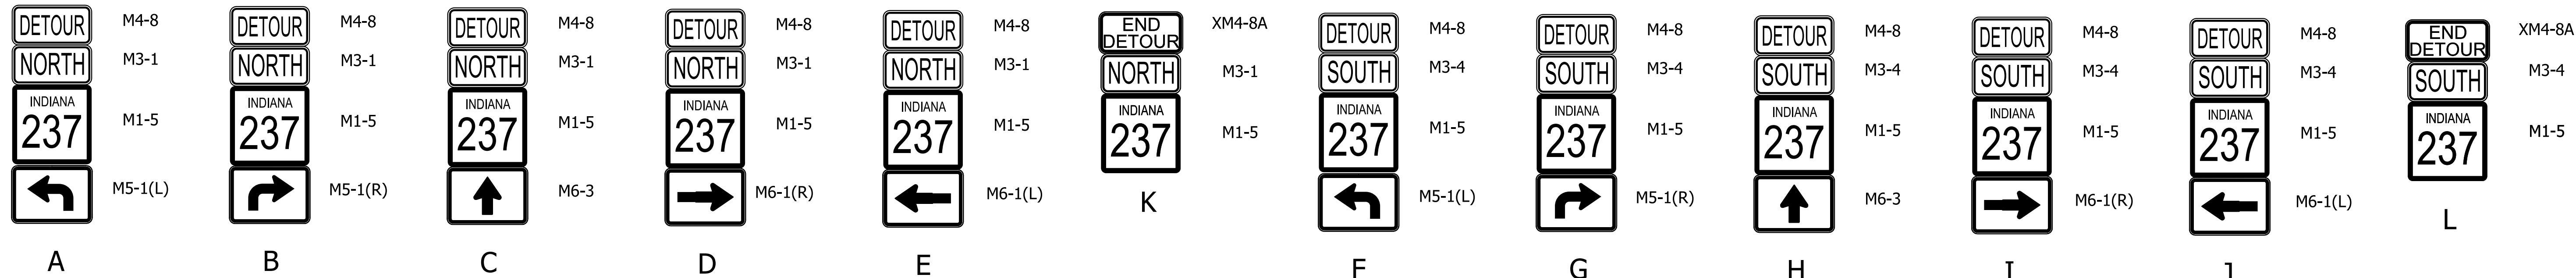 DETOUR M4-8
NORTH M3-1
INDIANA
237 M1-5
M5-1(L)
A
DETOUR M4-8
NORTH M3-1
INDIANA
237 M1-5
M5-1(R)
B
DETOUR M4-8
NORTH M3-1
INDIANA
237 M1-5
M6-3
C
DETOUR M4-8
NORTH M3-1
INDIANA
237 M1-5
M6-1(R)
D
DETOUR M4-8
NORTH M3-1
INDIANA
237 M1-5
M6-1(L)
E
END
DETOUR XM4-8A
NORTH M3-1
INDIANA
237 M1-5
K
DETOUR M4-8
SOUTH M3-4
INDIANA
237 M1-5
M5-1(L)
F
DETOUR M4-8
SOUTH M3-4
INDIANA
237 M1-5
M5-1(R)
G
DETOUR M4-8
SOUTH M3-4
INDIANA
237 M1-5
M6-3
H
DETOUR M4-8
SOUTH M3-4
INDIANA
237 M1-5
M6-1(R)
I
DETOUR M4-8
SOUTH M3-4
INDIANA
237 M1-5
M6-1(L)
J
END
DETOUR XM4-8A
SOUTH M3-4
INDIANA
237 M1-5
L